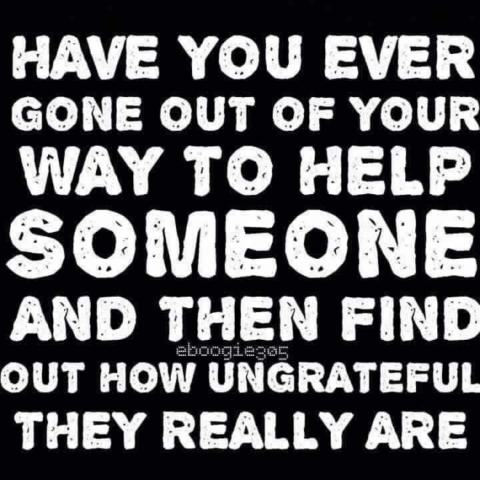 HAVE YOU EVER
GONE OUT OF YOUR
WAY TO HELP
SOMEONE
AND THEN FIND
eboogie305
OUT HOW UNGRATEFUL
THEY REALLY ARE